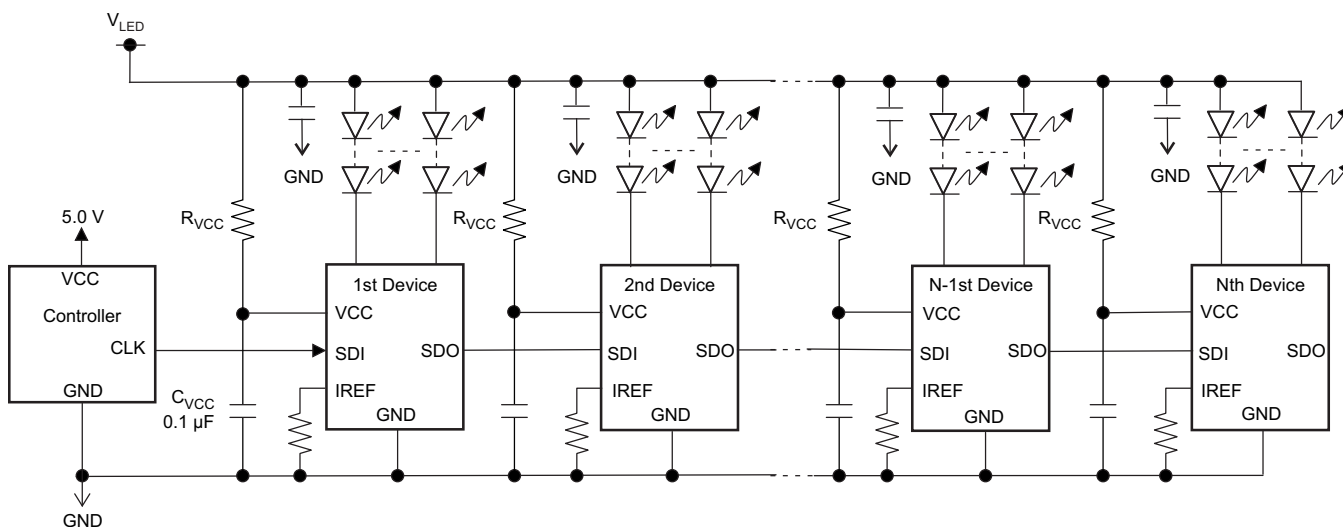 V_LED
GND
GND
GND
GND
R_VCC
R_VCC
R_VCC
R_VCC
5.0 V
VCC
Controller
CLK
GND
C_VCC
0.1 µF
1st Device
VCC
SDI
SDO
IREF
GND
2nd Device
VCC
SDI
SDO
IREF
GND
N-1st Device
VCC
SDI
SDO
IREF
GND
Nth Device
VCC
SDI
SDO
IREF
GND
GND